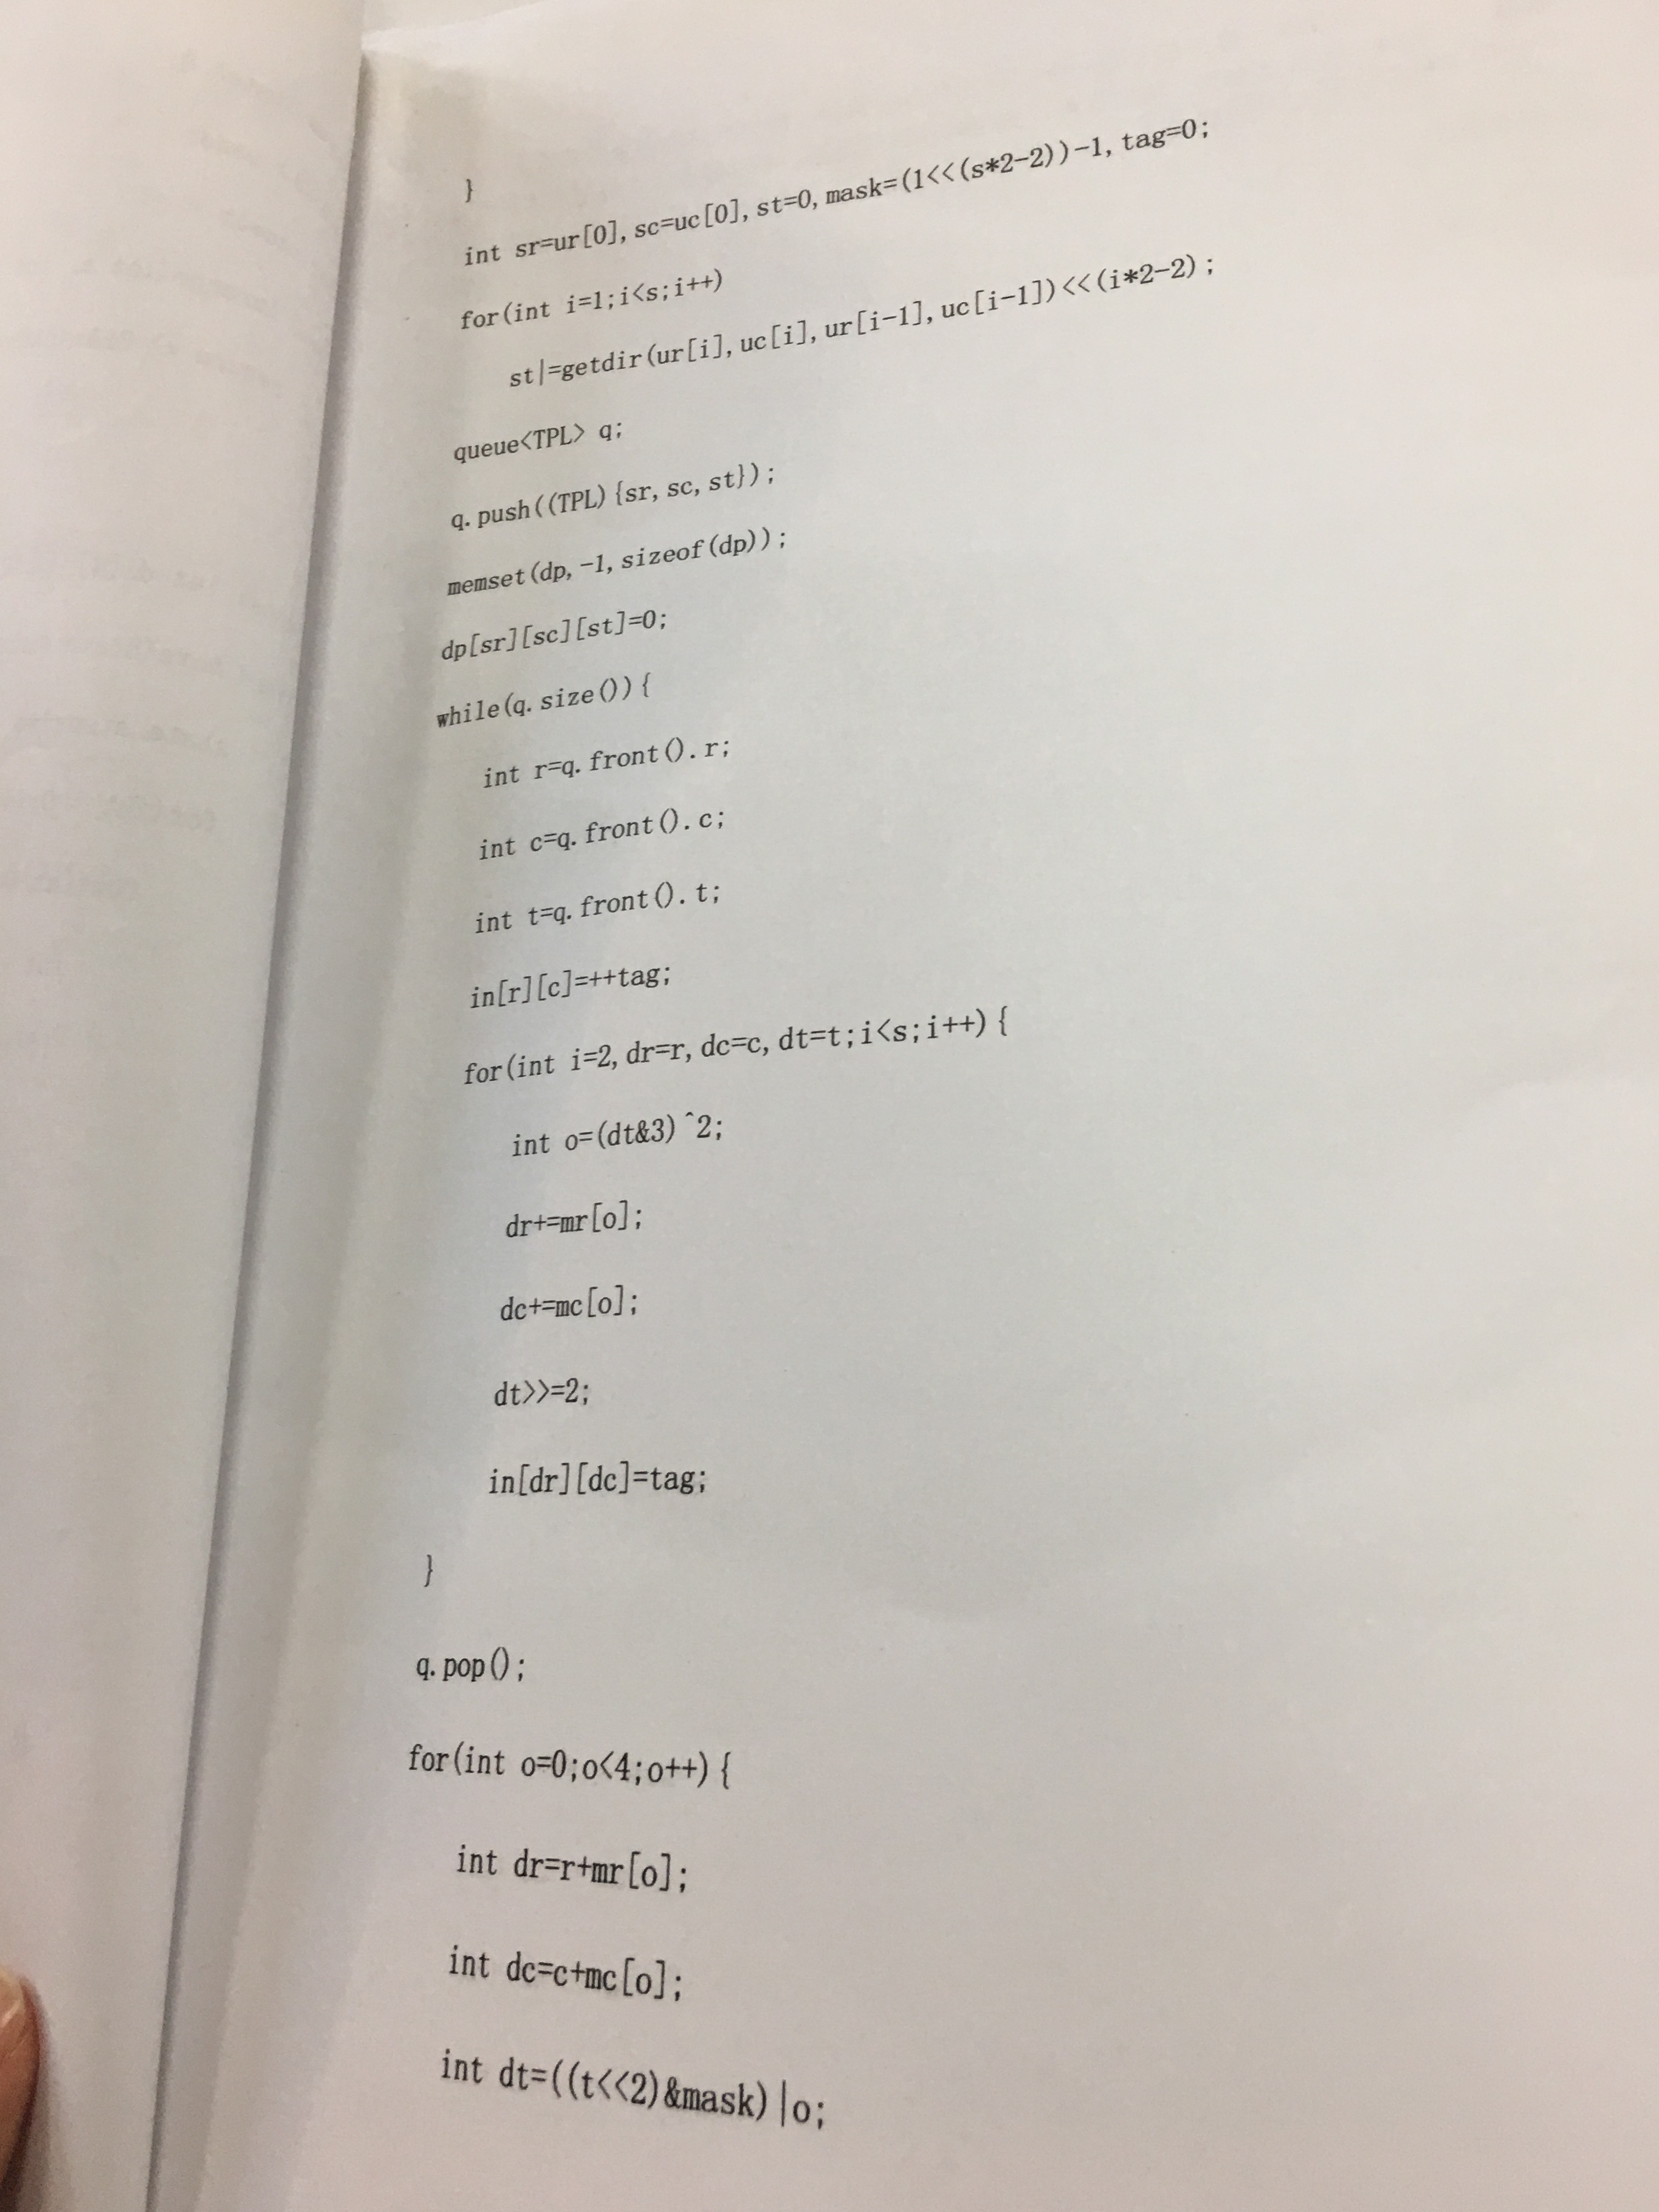 }
int sr=ur[0],sc=uc[0],st=0,mask=(1<<(s*2-2))-1,tag=0;
for(int i=1;i<s;i++)
st|=getdir(ur[i],uc[i],ur[i-1],uc[i-1])<<(i*2-2);
queue<TPL> q;
q.push((TPL){sr,sc,st});
memset(dp,-1,sizeof(dp));
dp[sr][sc][st]=0;
while(q.size()){
int r=q.front().r;
int c=q.front().c;
int t=q.front().t;
in[r][c]=++tag;
for(int i=2,dr=r,dc=c,dt=t;i<s;i++){
int o=(dt&3)^2;
dr+=mr[o];
dc+=mc[o];
dt>>=2;
in[dr][dc]=tag;
}
q.pop();
for(int o=0;o<4;o++){
int dr=r+mr[o];
int dc=c+mc[o];
int dt=((t<<2)&mask)|o;